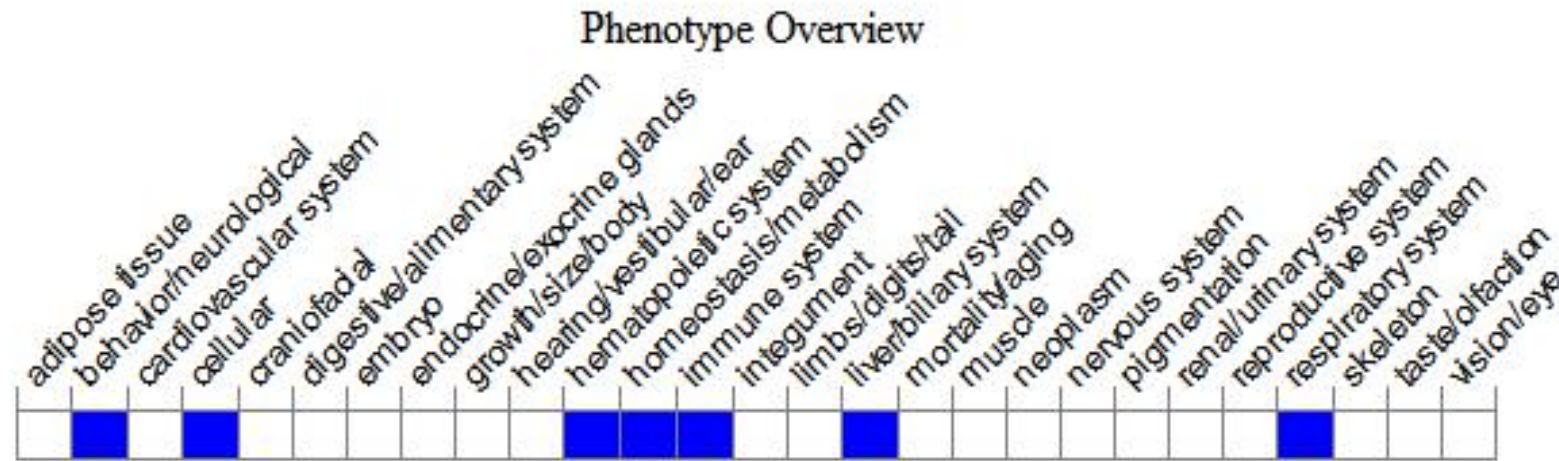 Phenotype Overview
adipose tissue
behavior/neurological
cardiovascular system
cellular
craniofacial
digestive/alimentary system
embryo
endocrine/exocrine glands
growth/size/body
hearing/vestibular/ear
hematopoietic system
homeostasis/metabolism
immune system
integument
limbs/digits/tail
liver/biliary system
mortality/aging
muscle
neoplasm
nervous system
pigmentation
renal/urinary system
reproductive system
respiratory system
skeleton
taste/olfaction
vision/eye